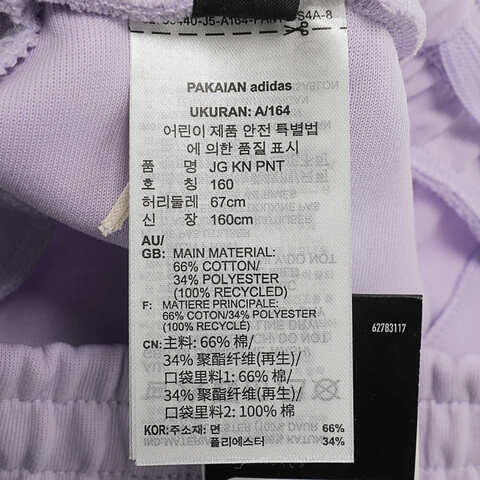 PAKAIAN adidas
UKURAN: A/164
어린이 제품 안전 특별법
에 의한 품질 표시
품 명 JG KN PNT
호 칭 160
허리둘레 67cm
신 장 160cm
AU/
GB: MAIN MATERIAL:
66% COTTON/
34% POLYESTER
(100% RECYCLED)
F: MATIERE PRINCIPALE:
66% COTON/34% POLYESTER
(100% RECYCLÉ)
CN: 主料: 66% 棉/
34% 聚酯纤维(再生)/
口袋里料1: 66% 棉/
34% 聚酯纤维(再生)/
口袋里料2: 100% 棉
KOR: 주소재: 면 66%
폴리에스터 34%
62783117